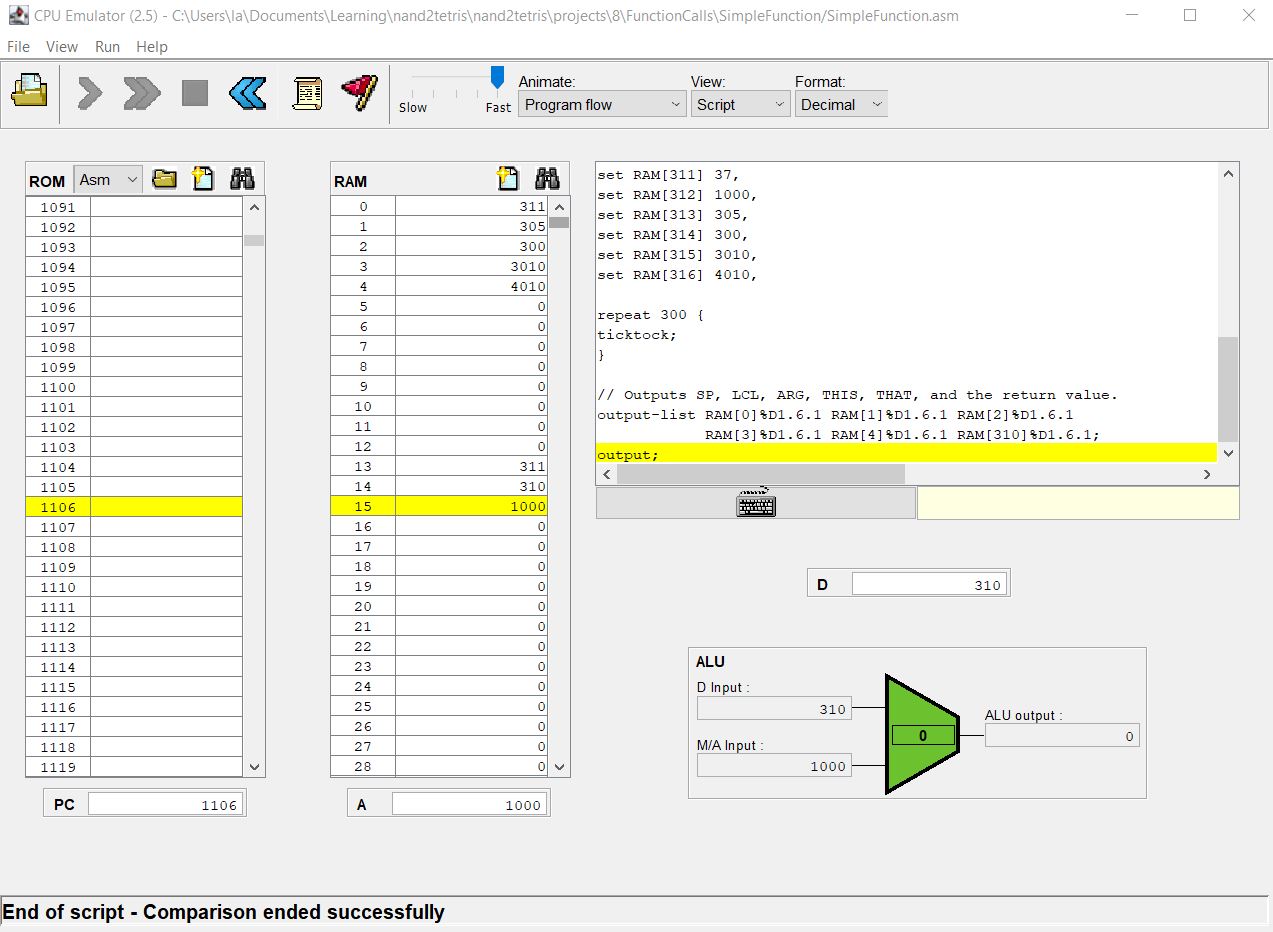 CPU Emulator (2.5) - C:\Users\la\Documents\Learning\nand2tetris\nand2tetris\projects\8\FunctionCalls\SimpleFunction/SimpleFunction.asm
File View Run Help
Slow Fast
Animate:
Program flow
View:
Script
Format:
Decimal
ROM Asm
1091
1092
1093
1094
1095
1096
1097
1098
1099
1100
1101
1102
1103
1104
1105
1106
1107
1108
1109
1110
1111
1112
1113
1114
1115
1116
1117
1118
1119
PC 1106
RAM
0 311
1 305
2 300
3 3010
4 4010
5 0
6 0
7 0
8 0
9 0
10 0
11 0
12 0
13 311
14 310
15 1000
16 0
17 0
18 0
19 0
20 0
21 0
22 0
23 0
24 0
25 0
26 0
27 0
28 0
A 1000
set RAM[311] 37,
set RAM[312] 1000,
set RAM[313] 305,
set RAM[314] 300,
set RAM[315] 3010,
set RAM[316] 4010,
repeat 300 {
ticktock;
}
// Outputs SP, LCL, ARG, THIS, THAT, and the return value.
output-list RAM[0]%D1.6.1 RAM[1]%D1.6.1 RAM[2]%D1.6.1
RAM[3]%D1.6.1 RAM[4]%D1.6.1 RAM[310]%D1.6.1;
output;
D 310
ALU
D Input :
310
M/A Input :
1000
0
ALU output :
0
End of script - Comparison ended successfully